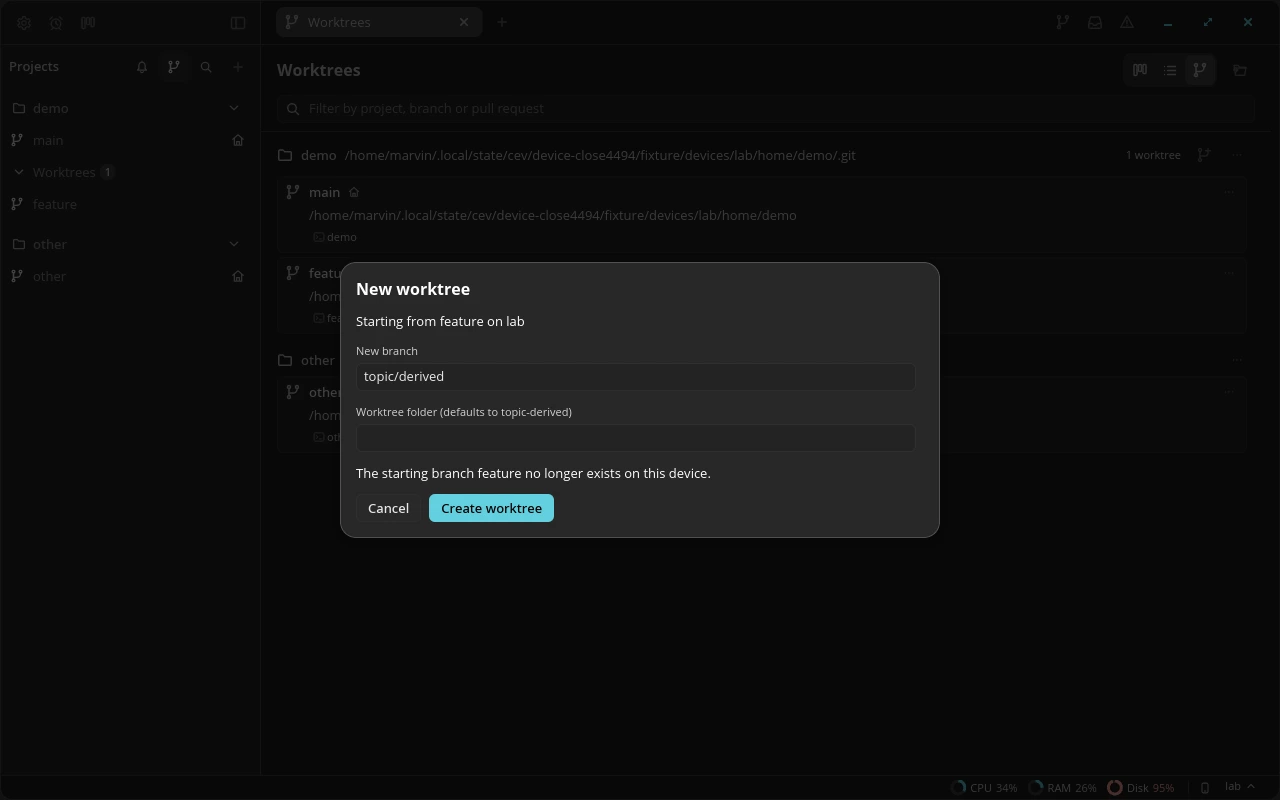 Worktrees
Projects
Worktrees
demo
Filter by project, branch or pull request
main
demo /home/marvin/.local/state/cev/device-close4494/fixture/devices/lab/home/demo/.git 1 worktree
Worktrees 1
main
feature
/home/marvin/.local/state/cev/device-close4494/fixture/devices/lab/home/demo
demo
other
featu
other
/hom
fea
other
other
/hom
oth
New worktree
Starting from feature on lab
New branch
topic/derived
Worktree folder (defaults to topic-derived)
The starting branch feature no longer exists on this device.
Cancel Create worktree
CPU 34% RAM 26% Disk 95% lab